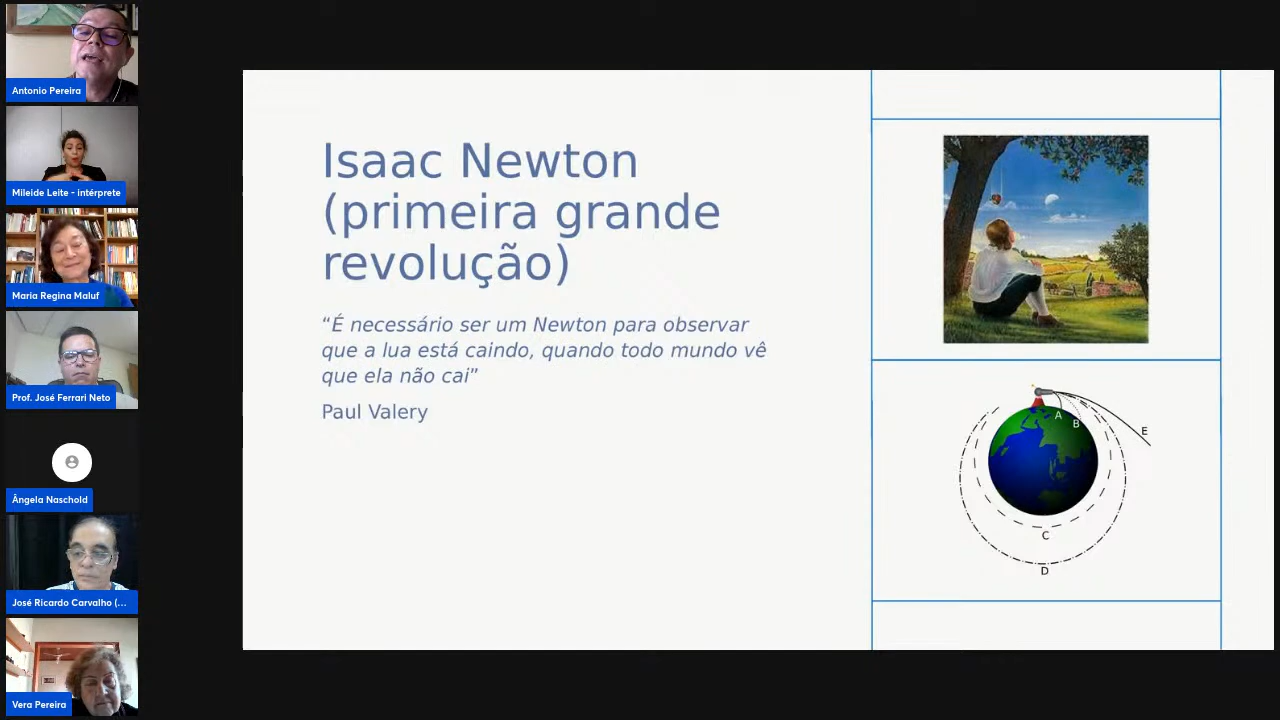 Antonio Pereira
Mileide Leite - intérprete
Maria Regina Maluf
Prof. José Ferrari Neto
Ângela Naschold
José Ricardo Carvalho (...
Vera Pereira
Isaac Newton
(primeira grande
revolução)
“É necessário ser um Newton para observar
que a lua está caindo, quando todo mundo vê
que ela não cai”
Paul Valery
A
B
E
C
D